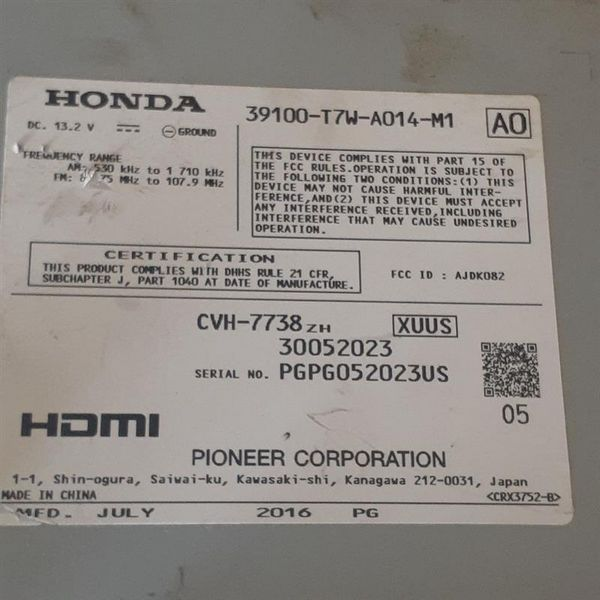 HONDA
39100-T7W-A014-M1
A0
DC. 13.2 V
GROUND
FREQUENCY RANGE
AM: 530 kHz to 1 710 kHz
FM: MHz to 107.9 MHz
THIS DEVICE COMPLIES WITH PART 15 OF
THE FCC RULES.OPERATION IS SUBJECT TO
THE FOLLOWING TWO CONDITIONS:(1) THIS
DEVICE MAY NOT CAUSE HARMFUL INTER-
FERENCE,AND(2) THIS DEVICE MUST ACCEPT
ANY INTERFERENCE RECEIVED,INCLUDING
INTERFERENCE THAT MAY CAUSE UNDESIRED
OPERATION.
CERTIFICATION
THIS PRODUCT COMPLIES WITH DHHS RULE 21 CFR,
SUBCHAPTER J, PART 1040 AT DATE OF MANUFACTURE.
FCC ID : AJDK082
CVH-7738 ZH
XUUS
30052023
SERIAL NO. PGPG052023US
05
HDMI
PIONEER CORPORATION
1-1, Shin-ogura, Saiwai-ku, Kawasaki-shi, Kanagawa 212-0031, Japan
MADE IN CHINA
<CRX3752-B>
MFD. JULY 2016 PG